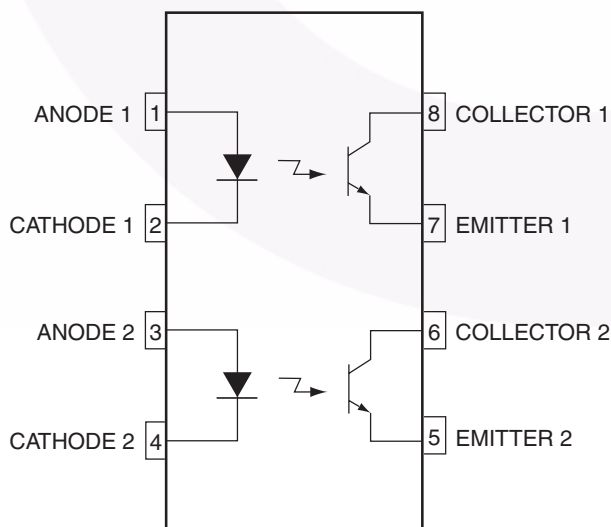 ANODE 1 1 8 COLLECTOR 1
CATHODE 1 2 7 EMITTER 1
ANODE 2 3 6 COLLECTOR 2
CATHODE 2 4 5 EMITTER 2